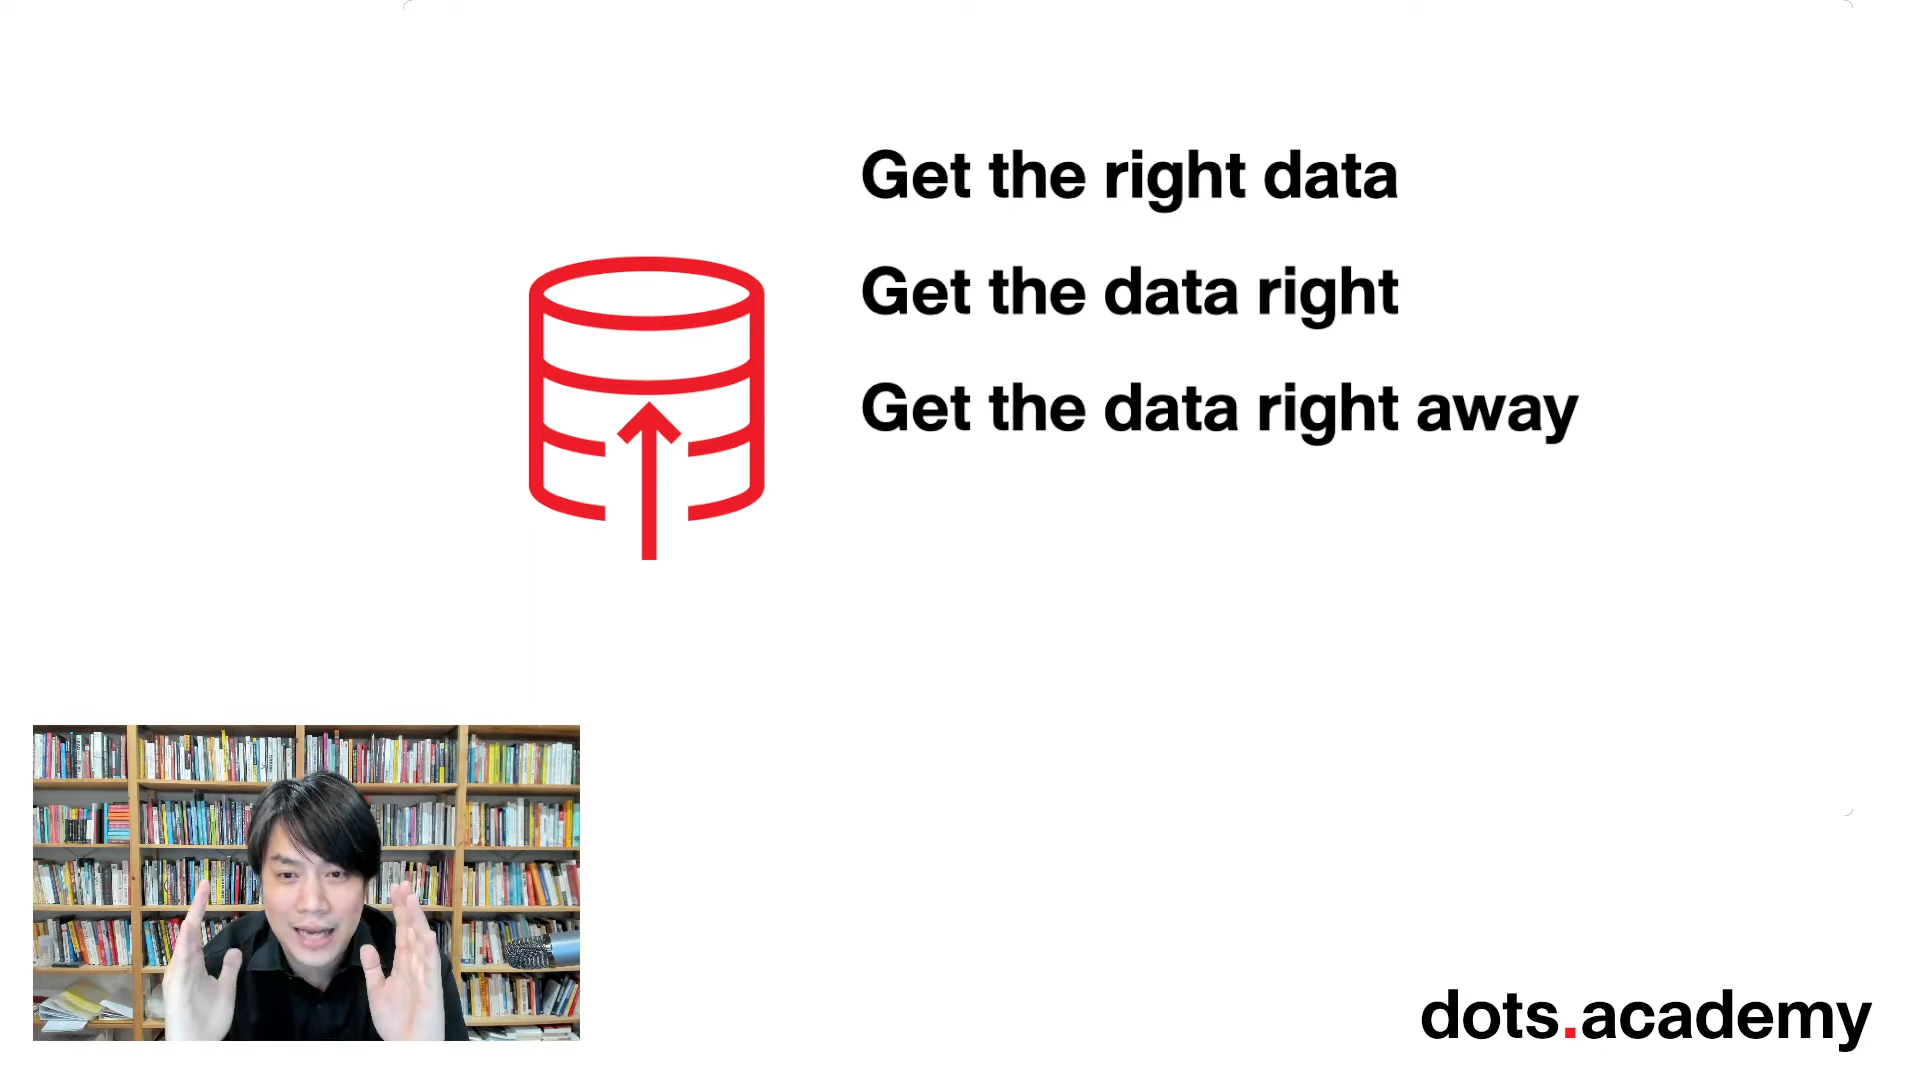 Get the right data
Get the data right
Get the data right away
dots.academy